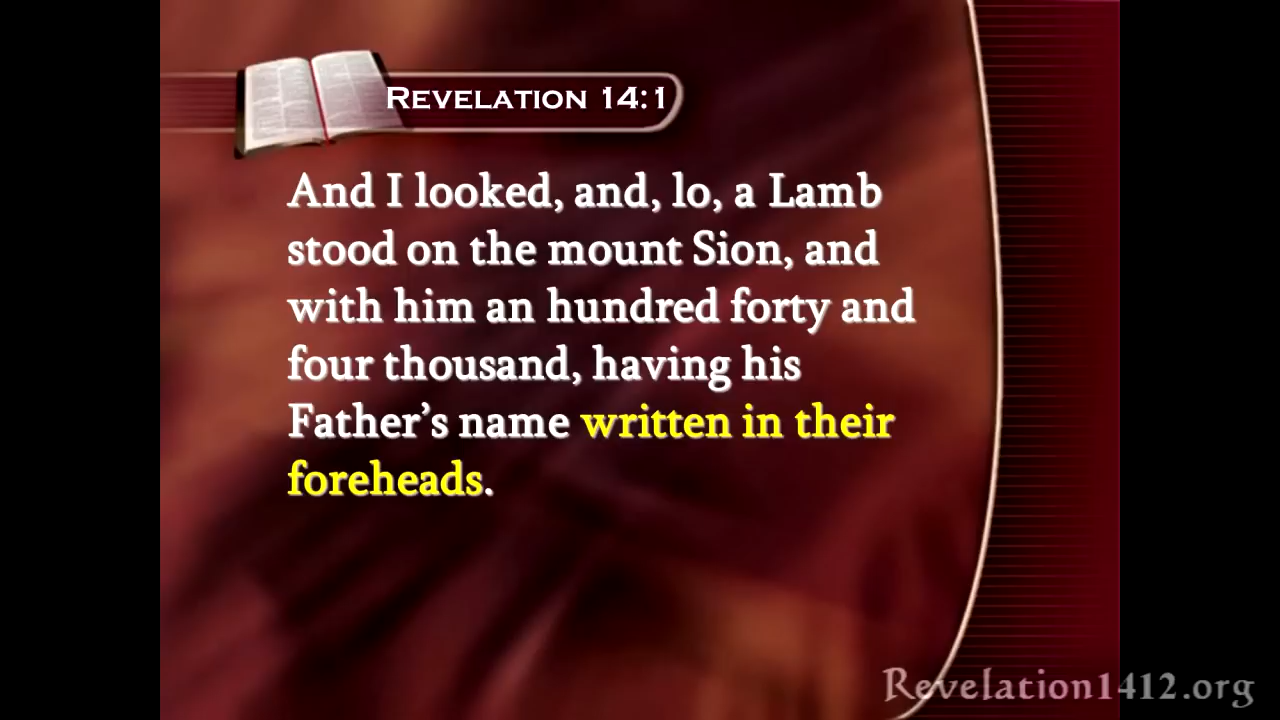 REVELATION 14:1
And I looked, and, lo, a Lamb
stood on the mount Sion, and
with him an hundred forty and
four thousand, having his
Father’s name written in their
foreheads.
Revelation1412.org